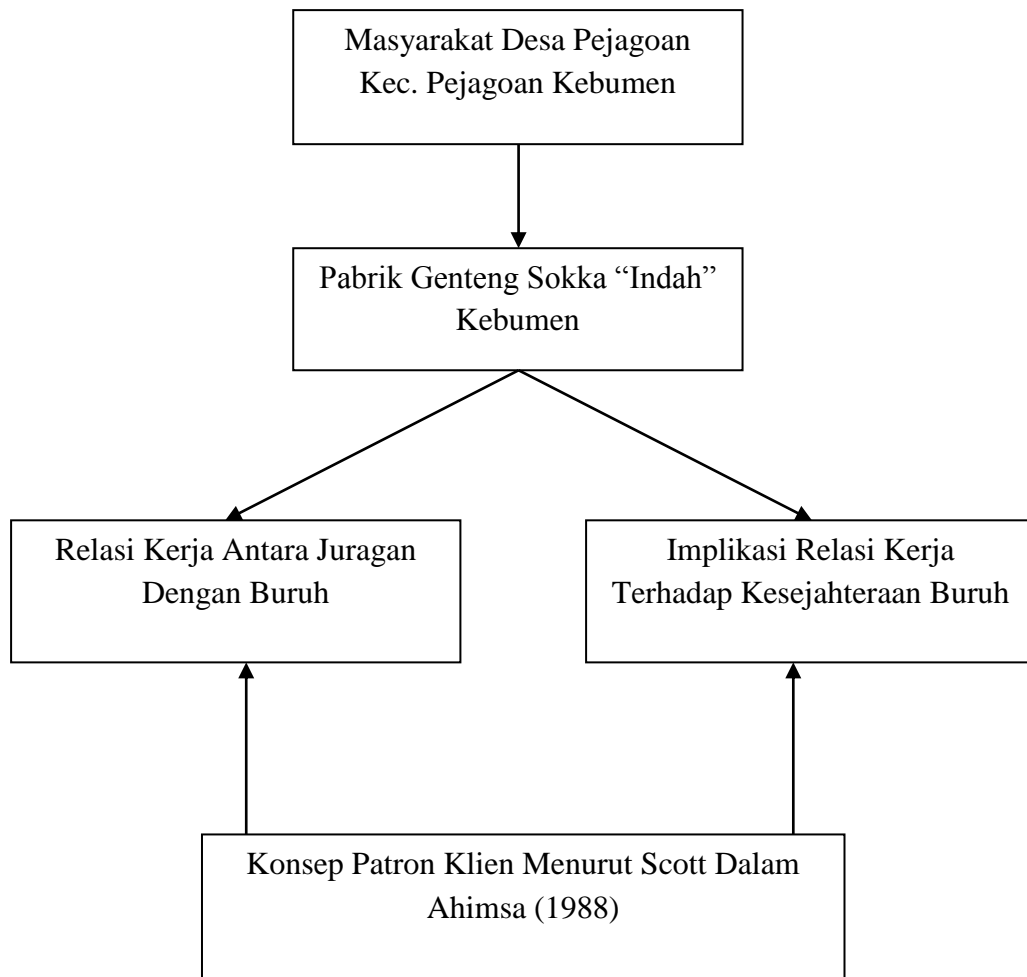 Masyarakat Desa Pejagoan
Kec. Pejagoan Kebumen
Pabrik Genteng Sokka “Indah”
Kebumen
Relasi Kerja Antara Juragan
Dengan Buruh
Implikasi Relasi Kerja
Terhadap Kesejahteraan Buruh
Konsep Patron Klien Menurut Scott Dalam
Ahimsa (1988)